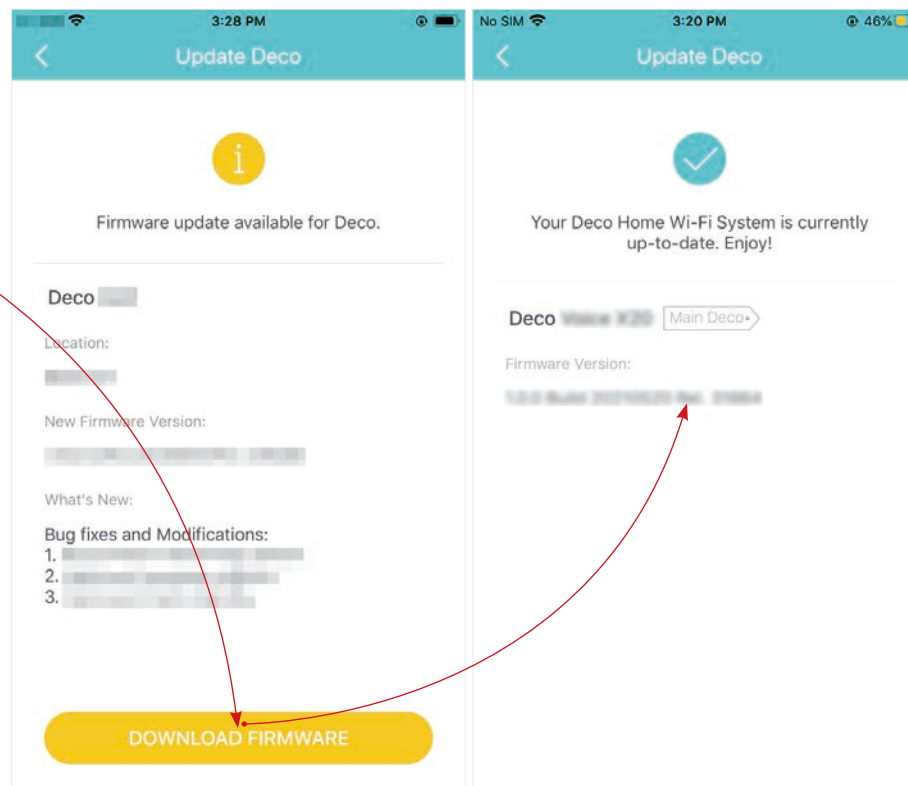 3:28 PM
Update Deco
Firmware update available for Deco.
Deco
Location:
New Firmware Version:
What's New:
Bug fixes and Modifications:
1.
2.
3.
DOWNLOAD FIRMWARE
No SIM 3:20 PM 46%
Update Deco
Your Deco Home Wi-Fi System is currently
up-to-date. Enjoy!
Deco Voice X20 Main Deco
Firmware Version: